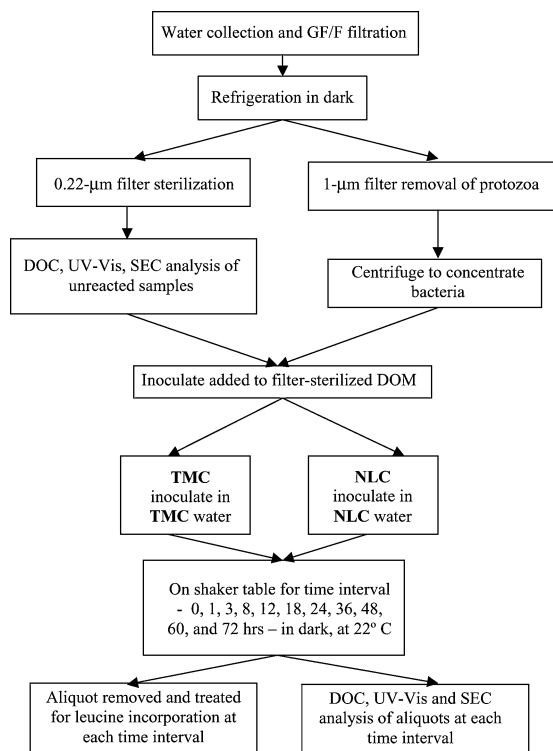 Water collection and GF/F filtration
Refrigeration in dark
0.22-μm filter sterilization
1-μm filter removal of protozoa
DOC, UV-Vis, SEC analysis of
unreacted samples
Centrifuge to concentrate
bacteria
Inoculate added to filter-sterilized DOM
TMC
inoculate in
TMC water
NLC
inoculate in
NLC water
On shaker table for time interval
- 0, 1, 3, 8, 12, 18, 24, 36, 48,
60, and 72 hrs – in dark, at 22º C
Aliquot removed and treated
for leucine incorporation at
each time interval
DOC, UV-Vis and SEC
analysis of aliquots at each
time interval